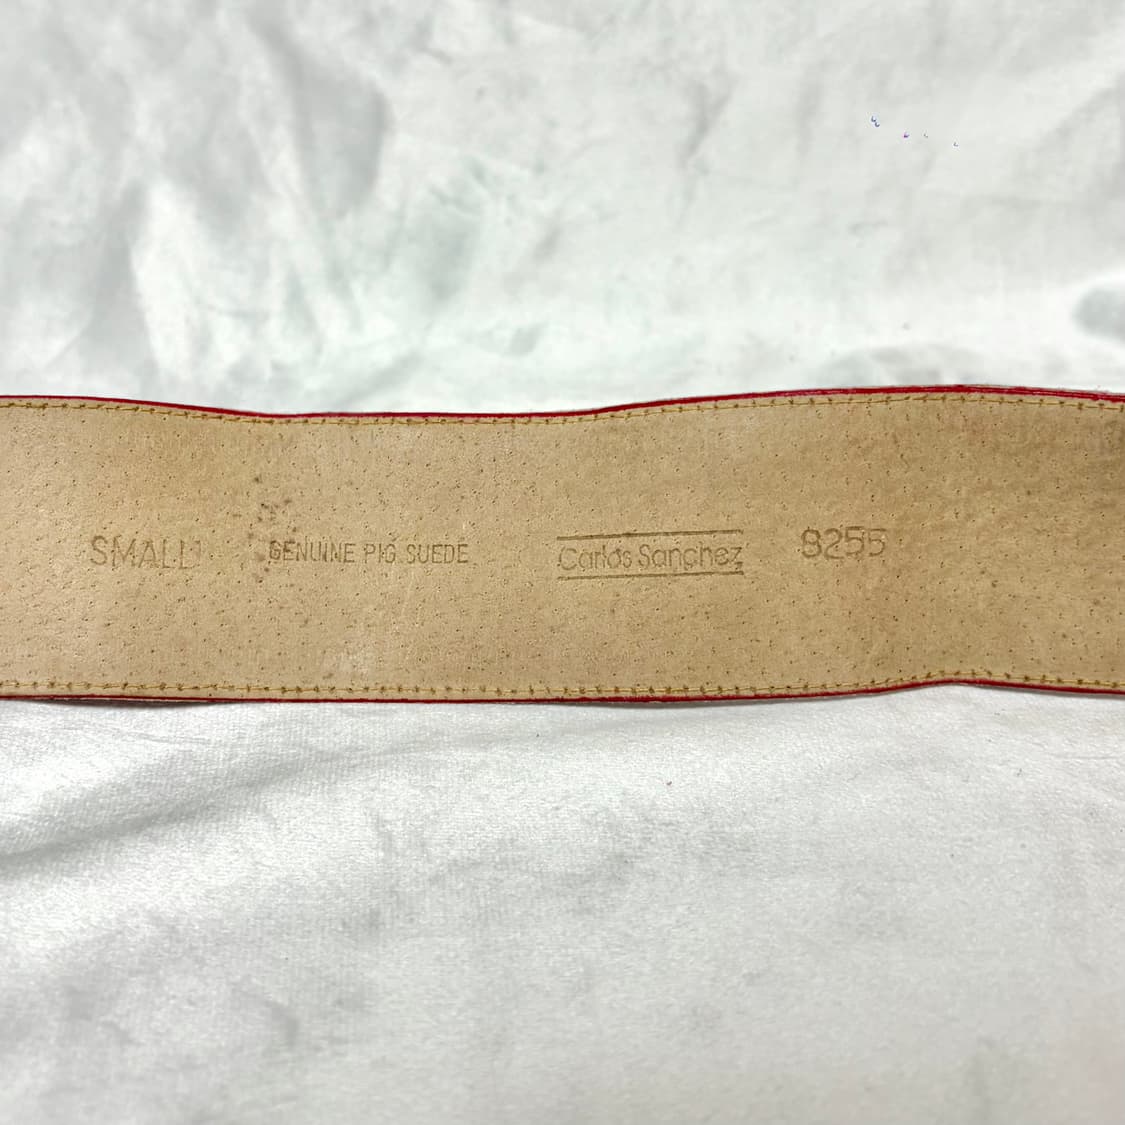 SMALL GENUINE PIG SUEDE Carlos Sanchez 8255